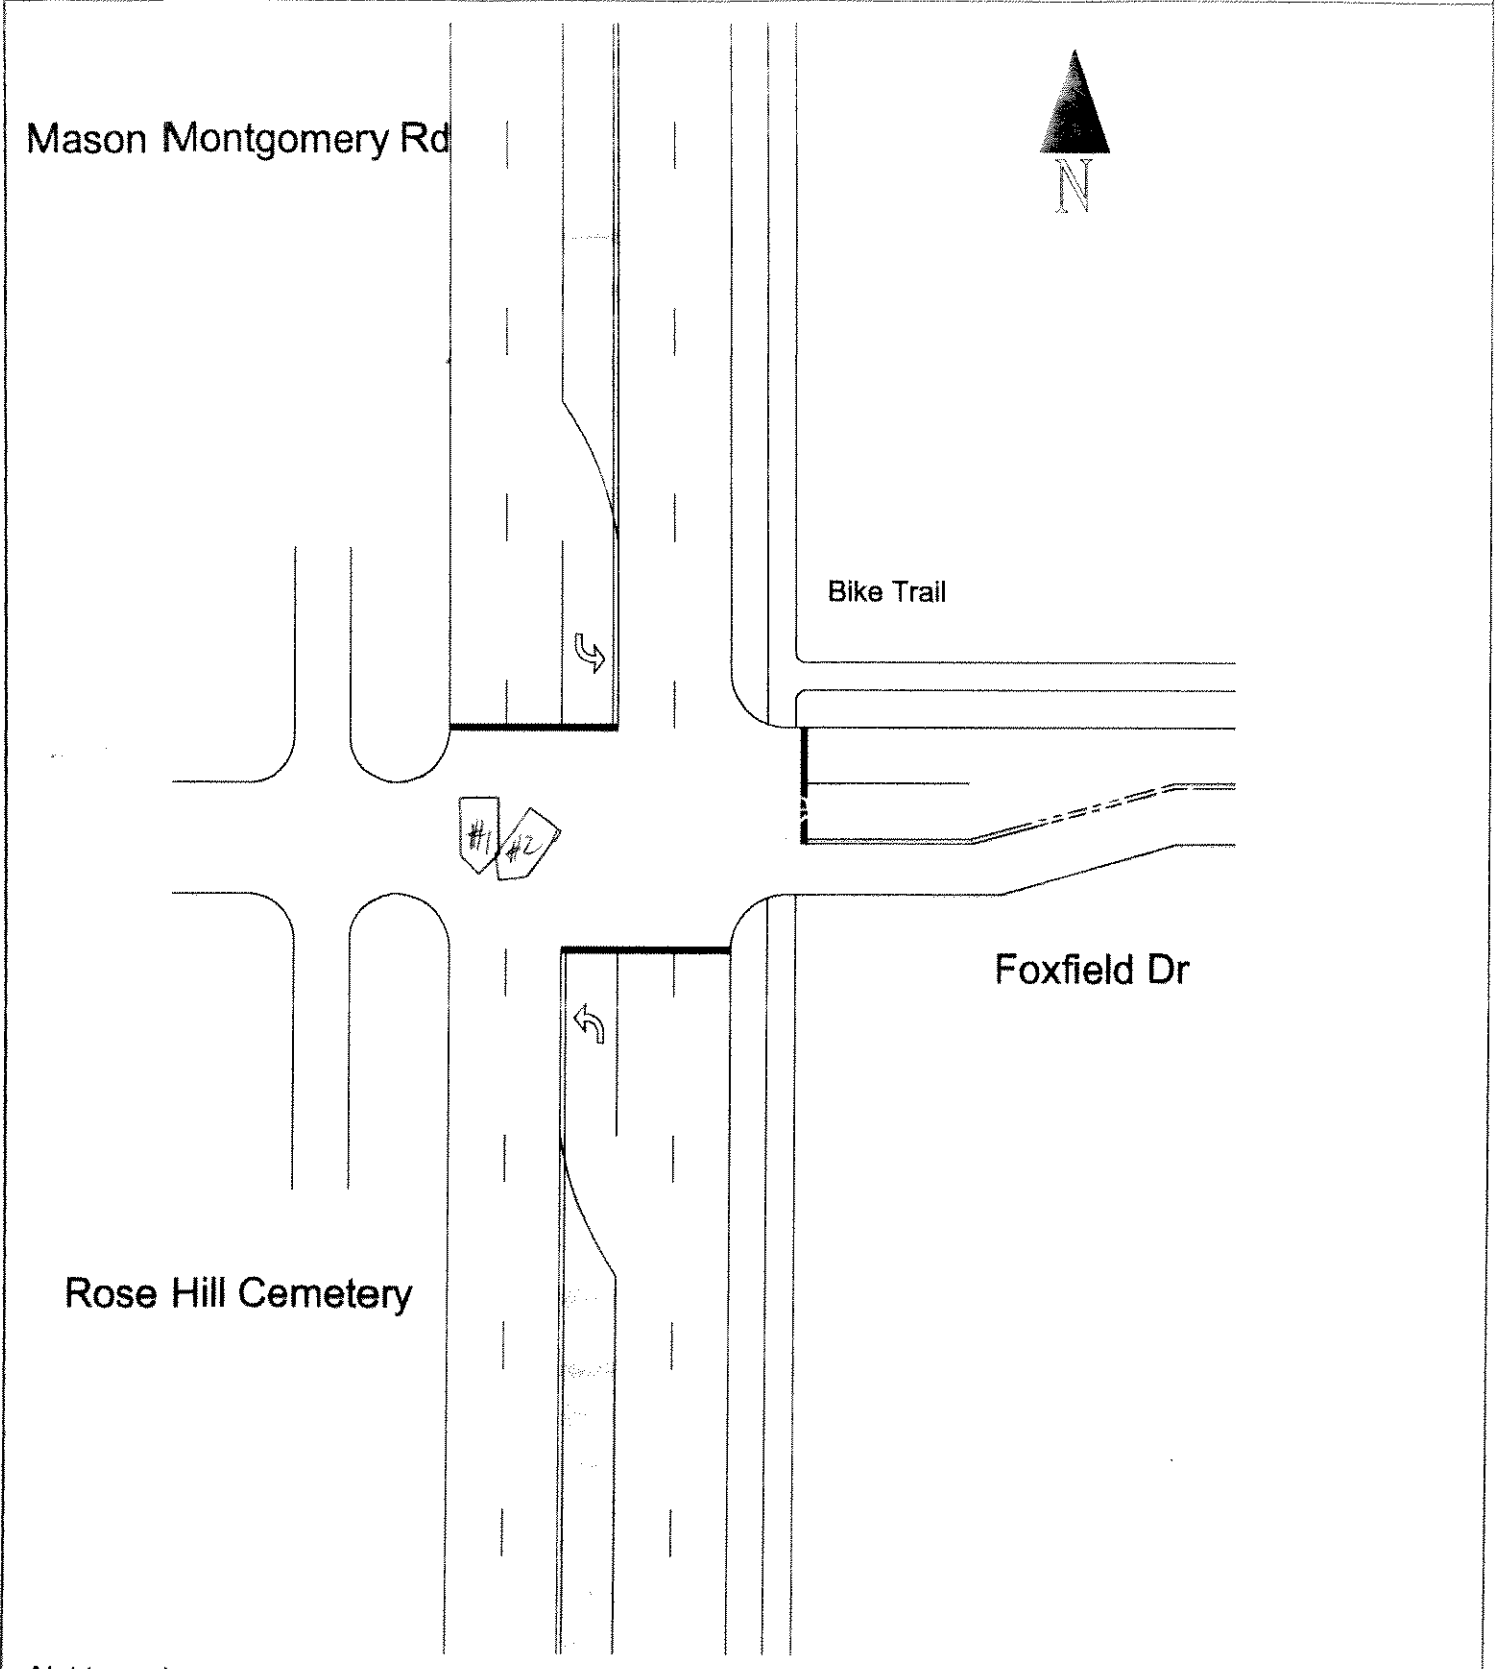 Mason Montgomery Rd
N
Bike Trail
#1
#2
Foxfield Dr
Rose Hill Cemetery